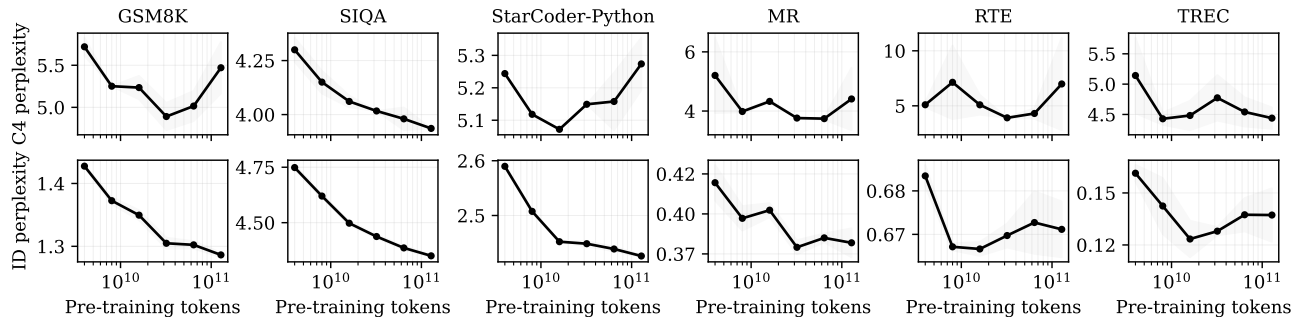 GSM8K
SIQA
StarCoder-Python
MR
RTE
TREC
C4 perplexity
5.5
5.0
4.25
4.00
5.3
5.2
5.1
6
4
10
5
5.5
5.0
4.5
ID perplexity
1.4
1.3
4.75
4.50
2.6
2.5
0.42
0.40
0.37
0.68
0.67
0.15
0.12
10^10 10^11
10^10 10^11
10^10 10^11
10^10 10^11
10^10 10^11
10^10 10^11
Pre-training tokens
Pre-training tokens
Pre-training tokens
Pre-training tokens
Pre-training tokens
Pre-training tokens